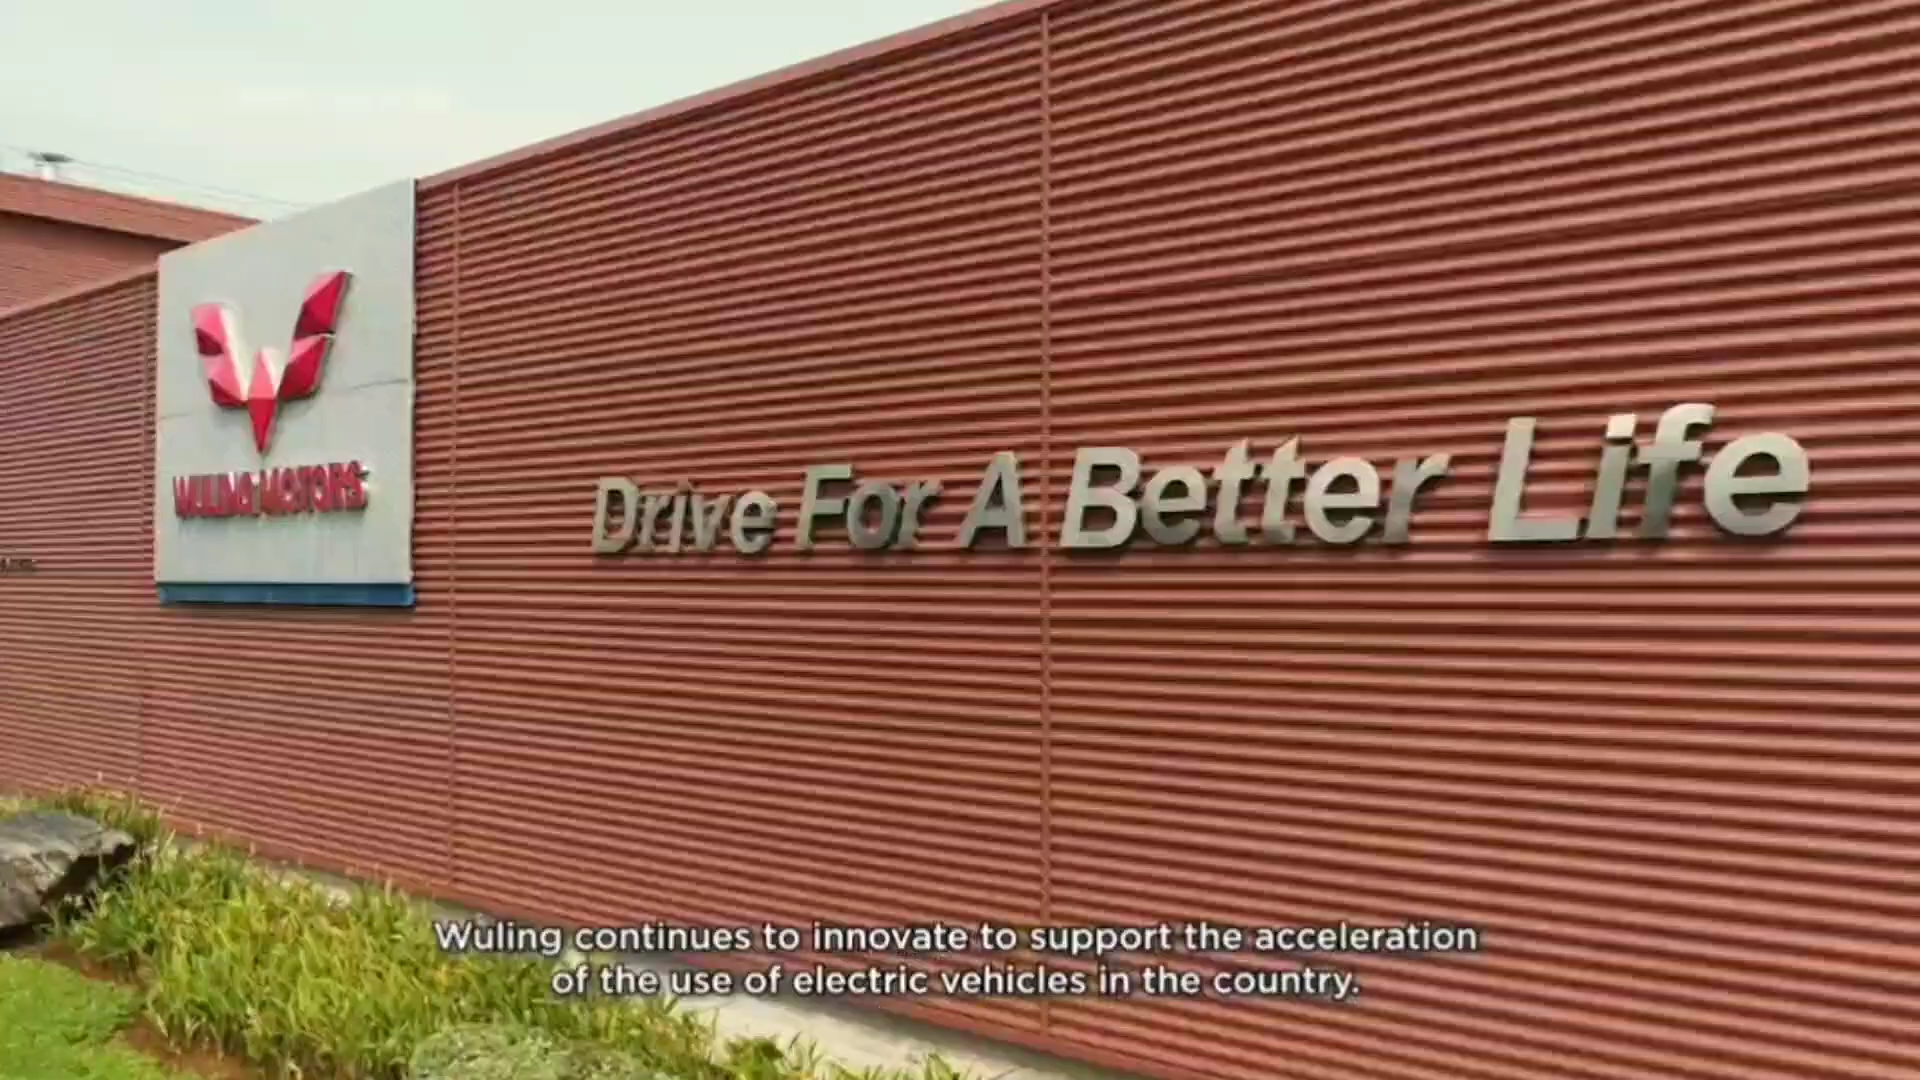 WULING MOTORS
Drive For A Better Life
Wuling continues to innovate to support the acceleration
of the use of electric vehicles in the country.